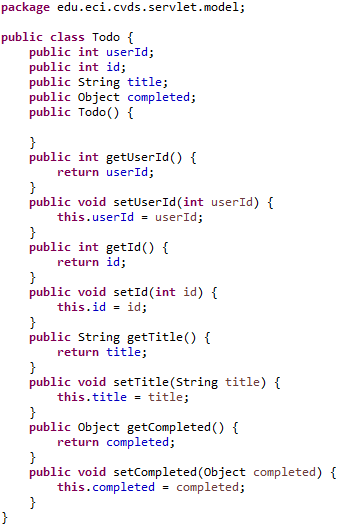 package edu.eci.cvds.servlet.model;

public class Todo {
    public int userId;
    public int id;
    public String title;
    public Object completed;
    public Todo() {

    }
    public int getUserId() {
        return userId;
    }
    public void setUserId(int userId) {
        this.userId = userId;
    }
    public int getId() {
        return id;
    }
    public void setId(int id) {
        this.id = id;
    }
    public String getTitle() {
        return title;
    }
    public void setTitle(String title) {
        this.title = title;
    }
    public Object getCompleted() {
        return completed;
    }
    public void setCompleted(Object completed) {
        this.completed = completed;
    }
}